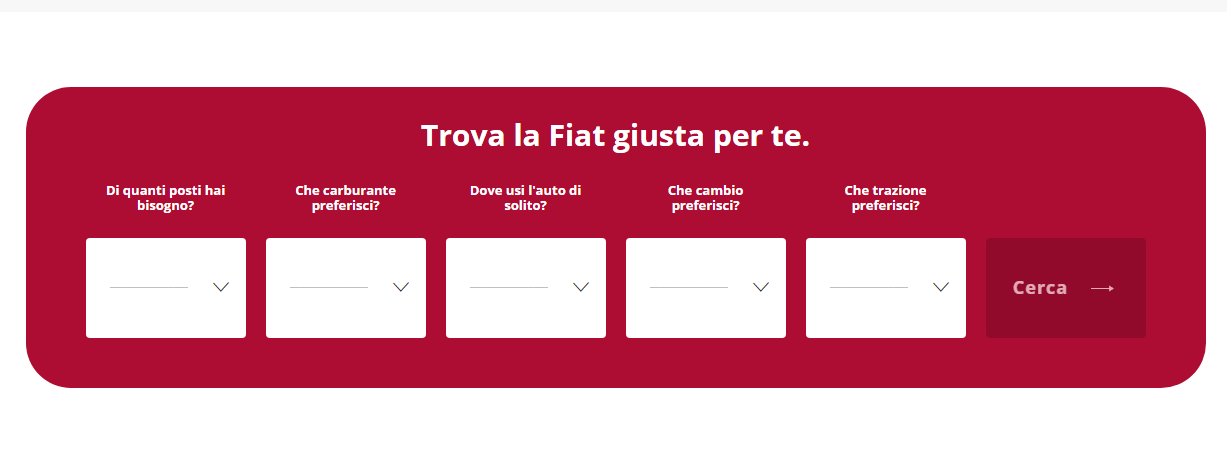 Trova la Fiat giusta per te.
Di quanti posti hai
bisogno?
Che carburante
preferisci?
Dove usi l'auto di
solito?
Che cambio
preferisci?
Che trazione
preferisci?
Cerca